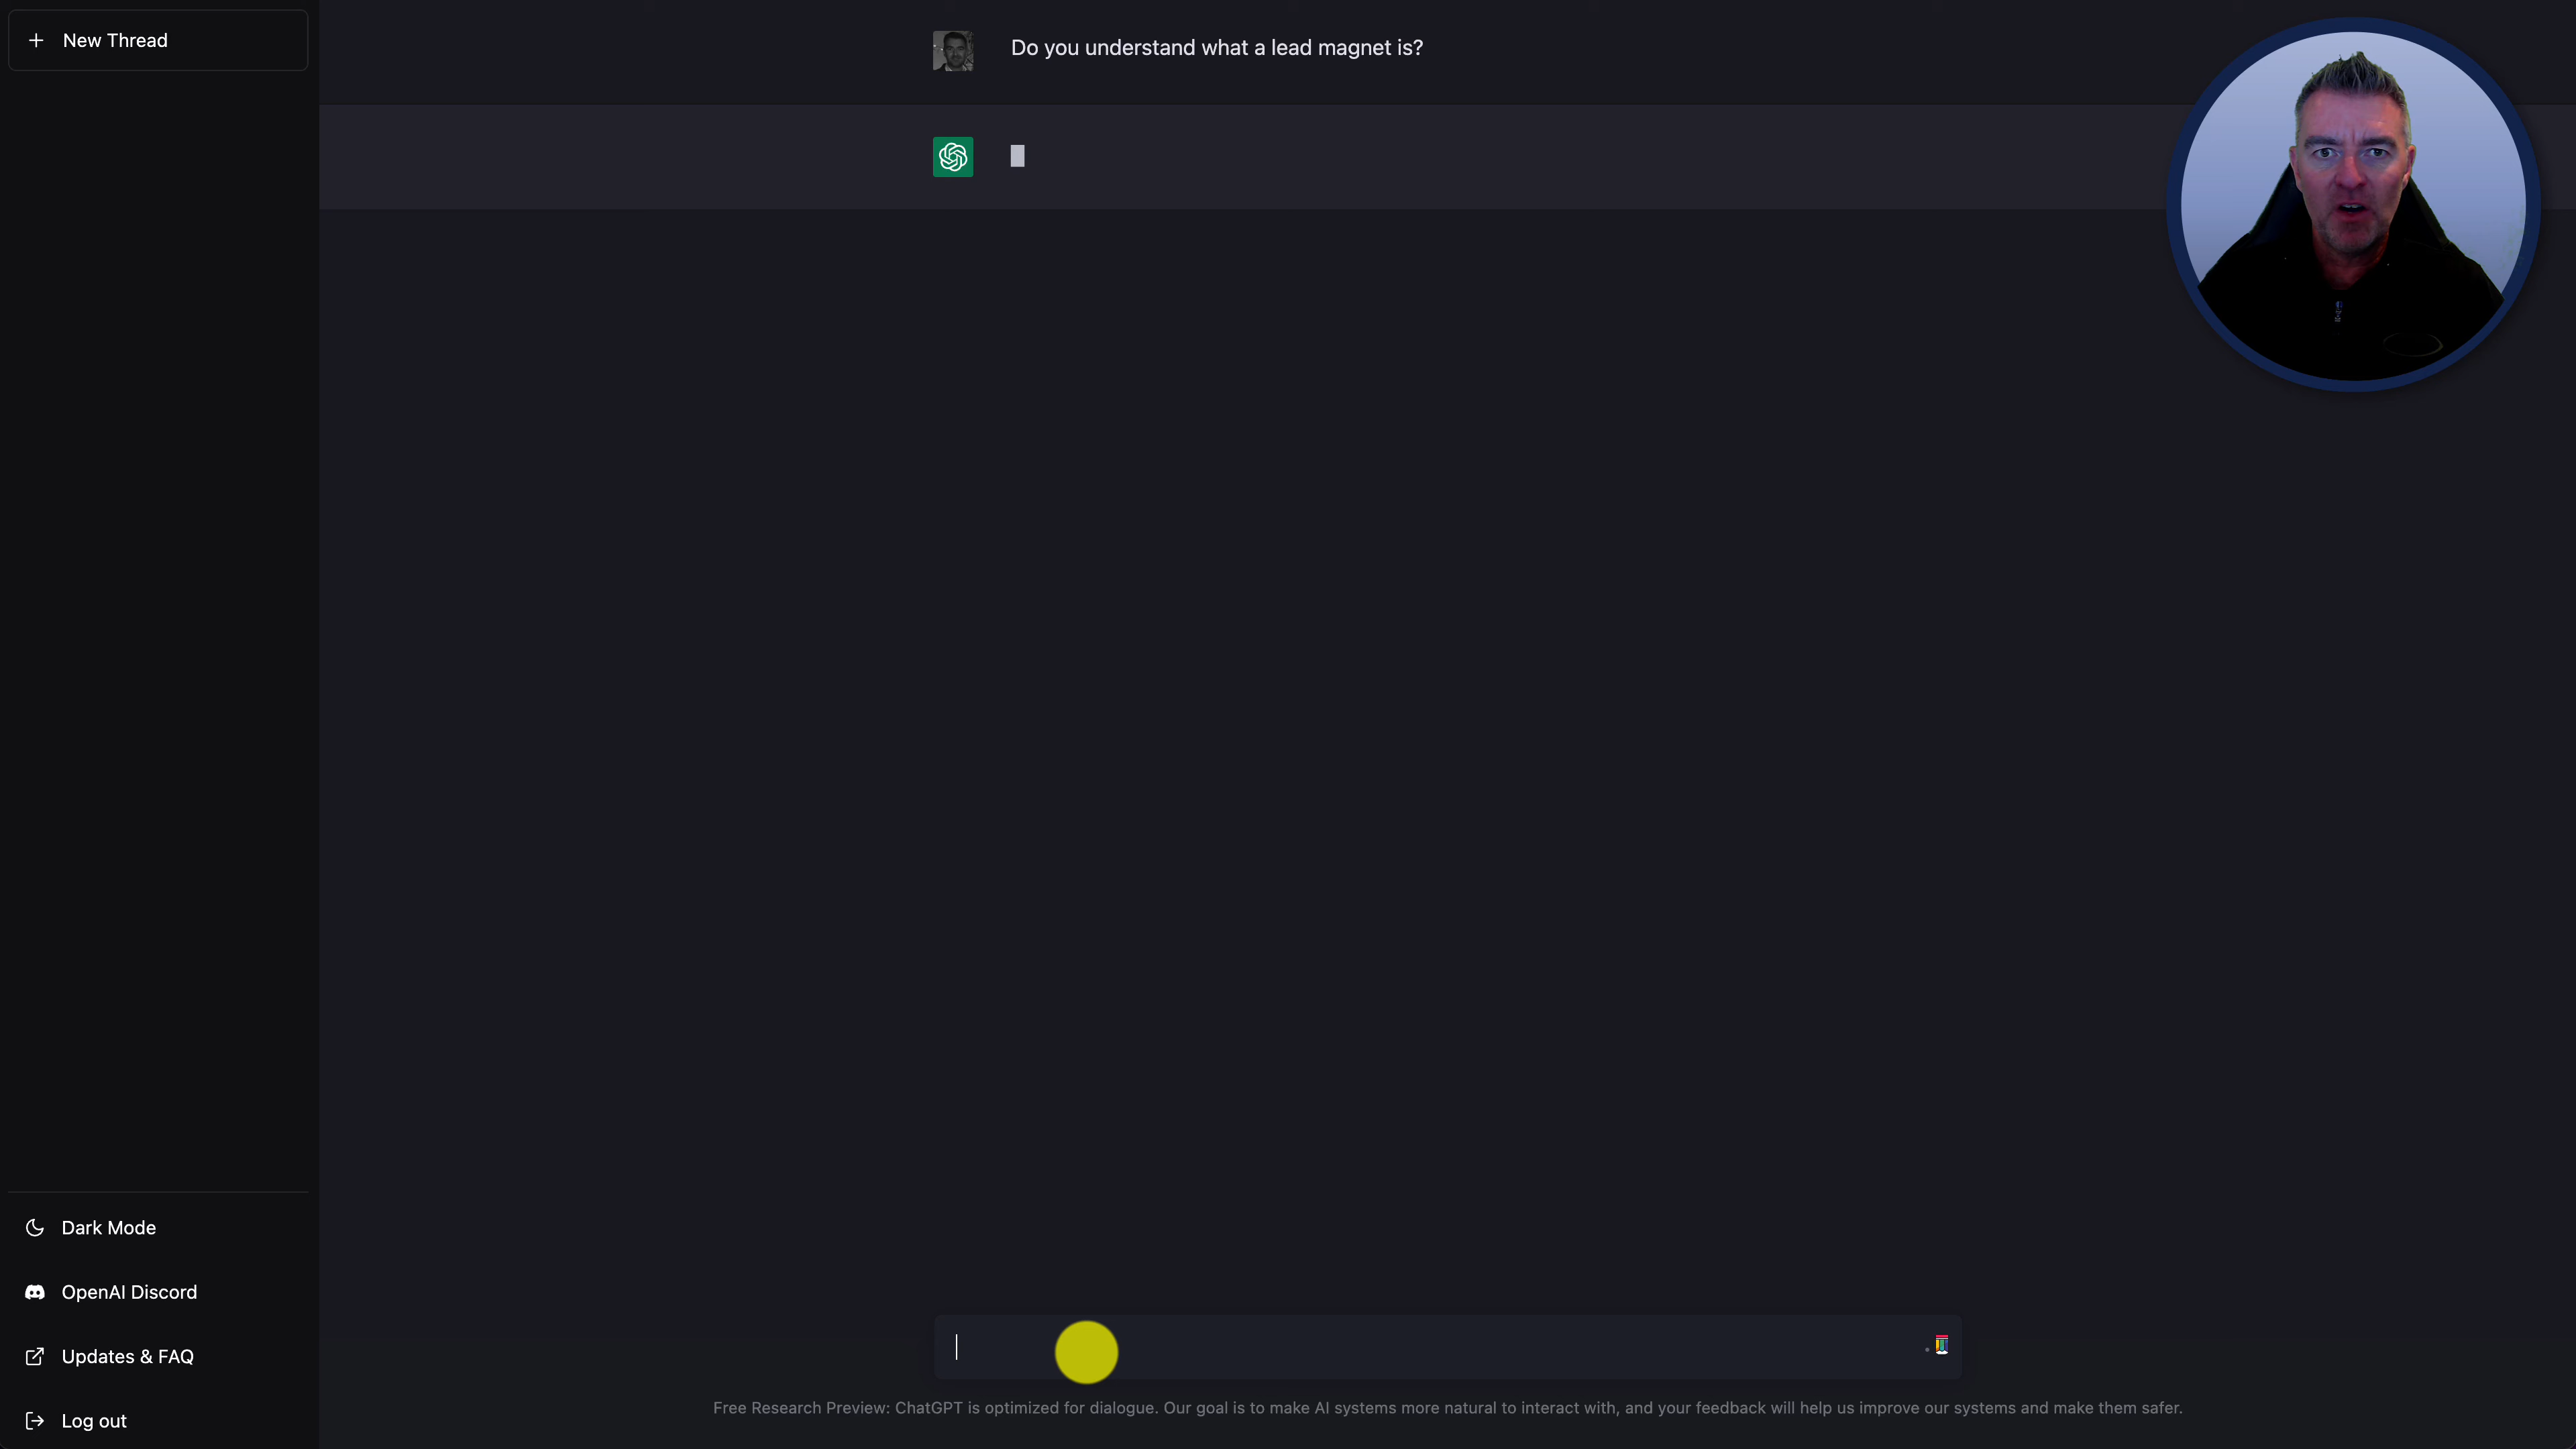 New Thread
Do you understand what a lead magnet is?
Dark Mode
OpenAI Discord
Updates & FAQ
Log out
Free Research Preview: ChatGPT is optimized for dialogue. Our goal is to make AI systems more natural to interact with, and your feedback will help us improve our systems and make them safer.